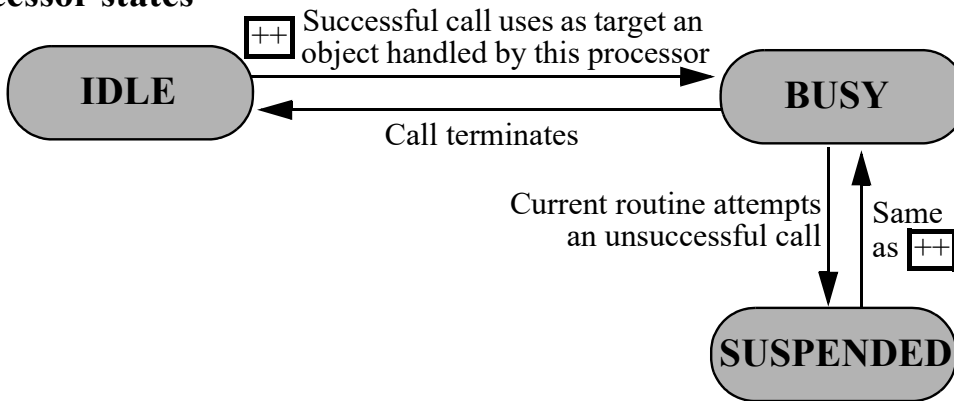 states
++ Successful call uses as target an
object handled by this processor
IDLE
BUSY
Call terminates
Current routine attempts
an unsuccessful call
Same
as ++
SUSPENDED